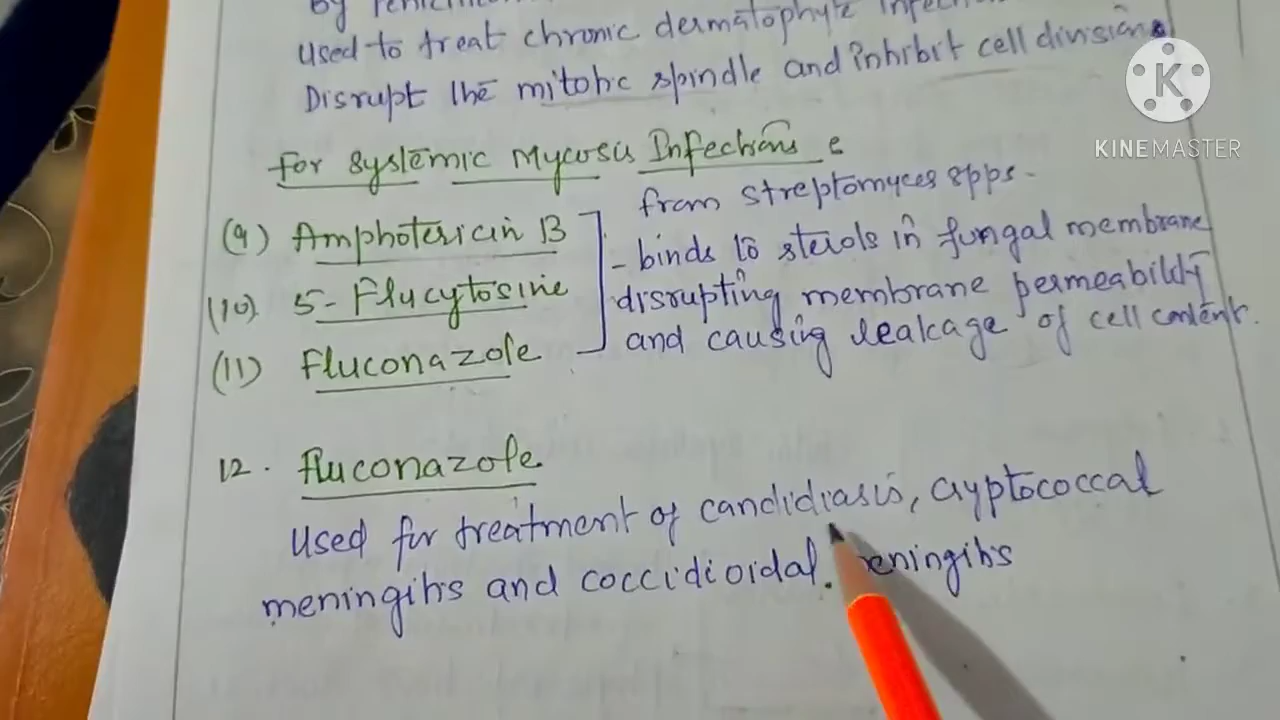 By
used to treat chronic dermatophyte
Disrupt the mitotic spindle and inhibit cell division
K
KINEMASTER
for Systemic Mycosis Infections
from streptomyces spps.
(9) Amphotericin B
- binds to sterols in fungal membrane
(10). 5-Flucytosine
disrupting membrane permeability
and causing leakage of cell content.
(11) Fluconazole
12. Fluconazole
Used for treatment of candidiasis, cryptococcal
meningitis and coccidioidal meningitis